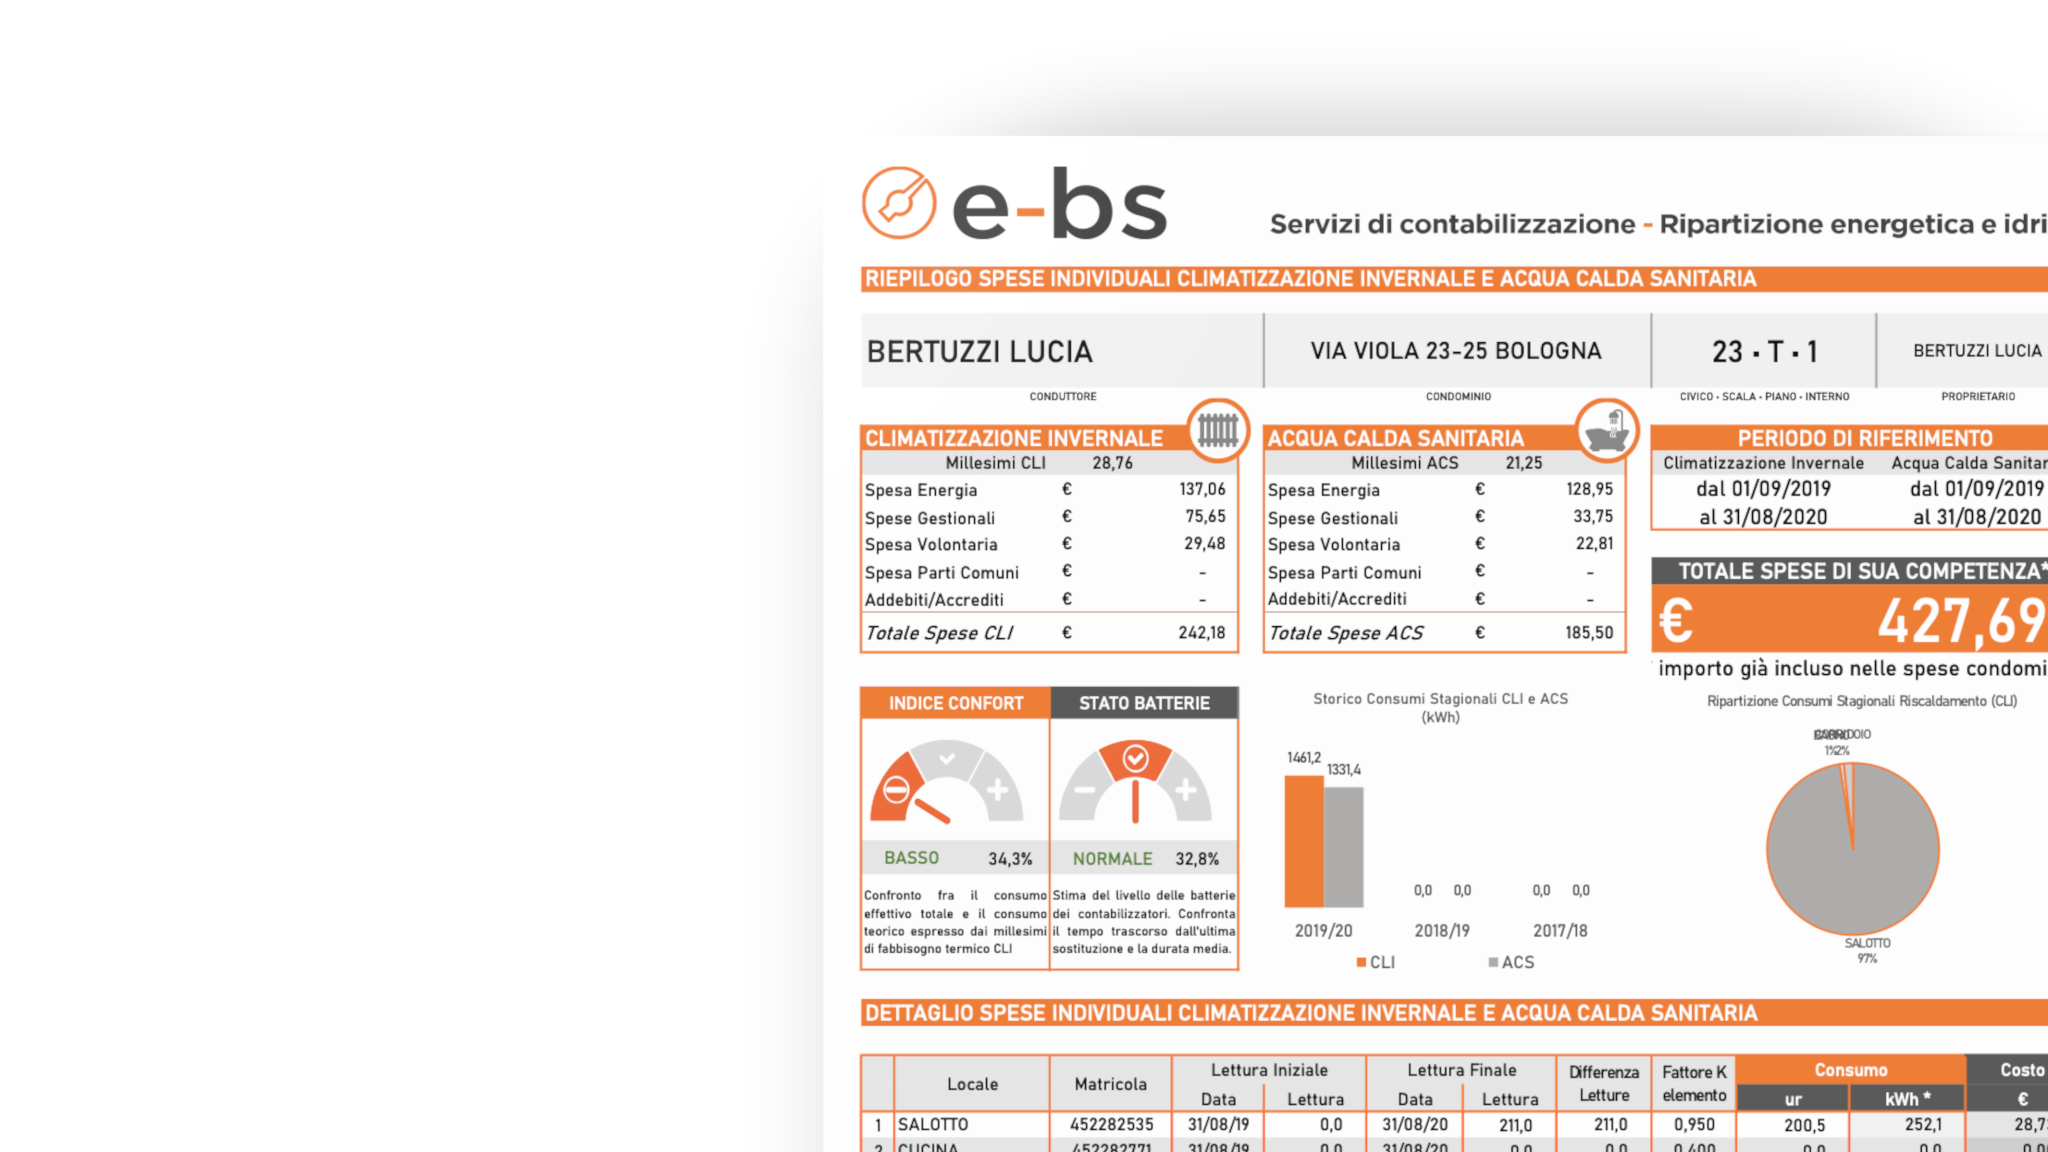 e-bs
Servizi di contabilizzazione - Ripartizione energetica e idri
RIEPILOGO SPESE INDIVIDUALI CLIMATIZZAZIONE INVERNALE E ACQUA CALDA SANITARIA
BERTUZZI LUCIA VIA VIOLA 23-25 BOLOGNA 23 · T · 1 BERTUZZI LUCIA
CONDUTTORE CONDOMINIO CIVICO · SCALA · PIANO · INTERNO PROPRIETARIO
CLIMATIZZAZIONE INVERNALE
Millesimi CLI 28,76
Spesa Energia € 137,06
Spese Gestionali € 75,65
Spesa Volontaria € 29,48
Spesa Parti Comuni € -
Addebiti/Accrediti € -
Totale Spese CLI € 242,18
ACQUA CALDA SANITARIA
Millesimi ACS 21,25
Spesa Energia € 128,95
Spese Gestionali € 33,75
Spesa Volontaria € 22,81
Spesa Parti Comuni € -
Addebiti/Accrediti € -
Totale Spese ACS € 185,50
PERIODO DI RIFERIMENTO
Climatizzazione Invernale Acqua Calda Sanitar
dal 01/09/2019 dal 01/09/2019
al 31/08/2020 al 31/08/2020
TOTALE SPESE DI SUA COMPETENZA*
€ 427,69
importo già incluso nelle spese condomi
INDICE CONFORT
BASSO 34,3%
Confronto fra il consumo
effettivo totale e il consumo
teorico espresso dai millesimi
di fabbisogno termico CLI
STATO BATTERIE
NORMALE 32,8%
Stima del livello delle batterie
dei contabilizzatori. Confronta
il tempo trascorso dall'ultima
sostituzione e la durata media.
Storico Consumi Stagionali CLI e ACS
(kWh)
1461,2 1331,4
0,0 0,0 0,0 0,0
2019/20 2018/19 2017/18
CLI ACS
Ripartizione Consumi Stagionali Riscaldamento (CLI)
CORRIDOIO
1% 2%
SALOTTO
97%
DETTAGLIO SPESE INDIVIDUALI CLIMATIZZAZIONE INVERNALE E ACQUA CALDA SANITARIA
Locale Matricola Lettura Iniziale Lettura Finale Differenza Letture Fattore K elemento Consumo Costo
Data Lettura Data Lettura ur kWh * €
1 SALOTTO 452282535 31/08/19 0,0 31/08/20 211,0 211,0 0,950 200,5 252,1 28,7
2 CUCINA 452282771 31/08/19 0,0 31/08/20 0,0 0,0 0,400 0,0 0,0